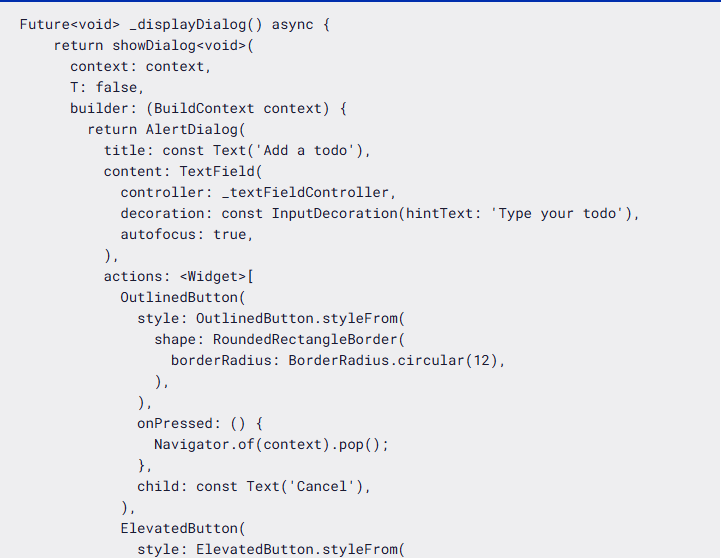 Future<void> _displayDialog() async {
    return showDialog<void>(
      context: context,
      T: false,
      builder: (BuildContext context) {
        return AlertDialog(
          title: const Text('Add a todo'),
          content: TextField(
            controller: _textFieldController,
            decoration: const InputDecoration(hintText: 'Type your todo'),
            autofocus: true,
          ),
          actions: <Widget>[
            OutlinedButton(
              style: OutlinedButton.styleFrom(
                shape: RoundedRectangleBorder(
                  borderRadius: BorderRadius.circular(12),
                ),
              ),
              onPressed: () {
                Navigator.of(context).pop();
              },
              child: const Text('Cancel'),
            ),
            ElevatedButton(
              style: ElevatedButton.styleFrom(